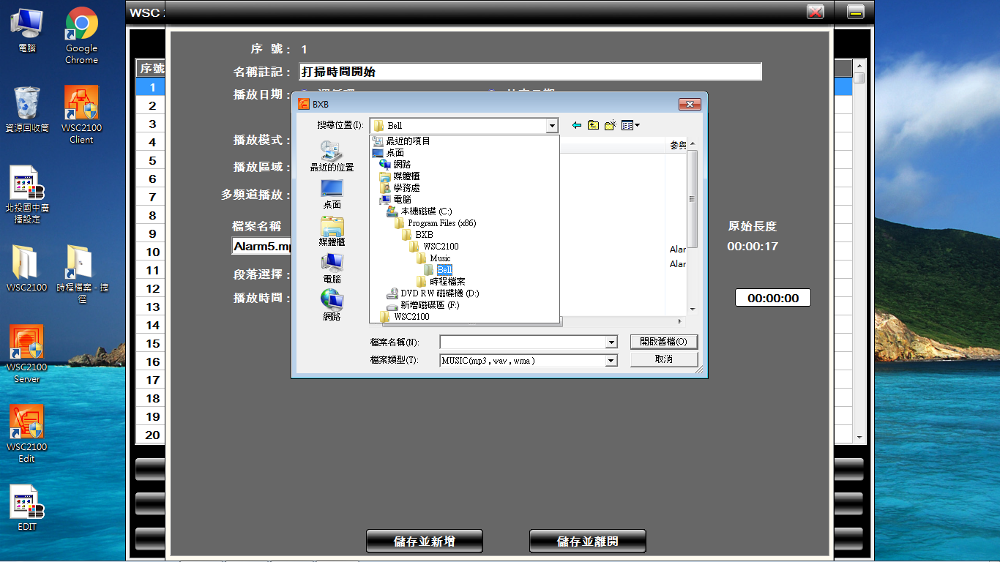 電腦
Google
Chrome
資源回收筒
WSC2100
Client
北投國中廣
播設定
WSC2100
時程檔案 - 捷
徑
WSC2100
Server
WSC2100
Edit
EDIT
WSC
序號
1
2
3
4
5
6
7
8
9
10
11
12
13
14
15
16
17
18
19
20
序 號: 1
名稱註記: 打掃時間開始
播放日期:
播放模式:
播放區域:
多頻道播放:
檔案名稱
原始長度
Alarm5.mp
00:00:17
段落選擇:
播放時間:
00:00:00
BXB
搜尋位置(I): Bell
最近的位置
桌面
媒體櫃
電腦
網路
最近的項目
桌面
網路
媒體櫃
學務處
電腦
本機磁碟 (C:)
Program Files (x86)
BXB
WSC2100
Music
Bell
時程檔案
DVD RW 磁碟機 (D:)
新增磁碟區 (F:)
WSC2100
Alar
Alar
檔案名稱(N):
開啟舊檔(O)
檔案類型(T): MUSIC(mp3 , wav , wma )
取消
儲存並新增
儲存並離開